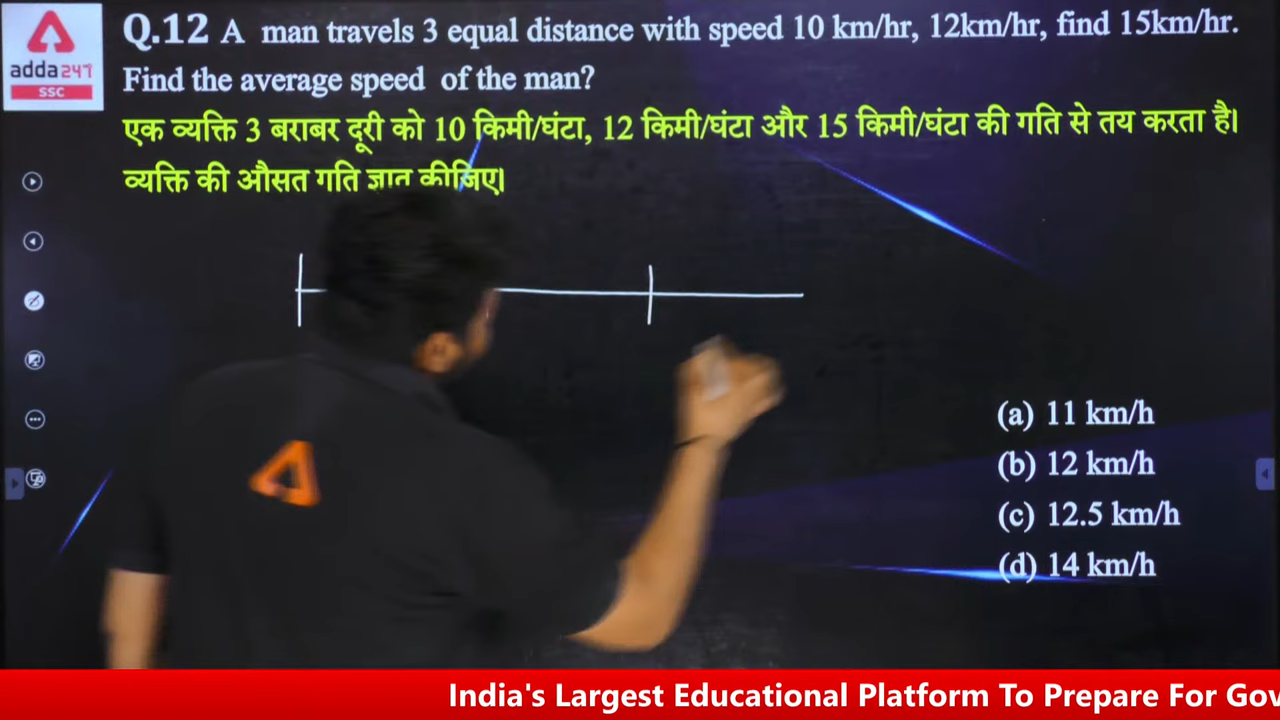 adda247
SSC
Q.12 A man travels 3 equal distance with speed 10 km/hr, 12km/hr, find 15km/hr.
Find the average speed of the man?
एक व्यक्ति 3 बराबर दूरी को 10 किमी/घंटा, 12 किमी/घंटा और 15 किमी/घंटा की गति से तय करता है।
व्यक्ति की औसत गति ज्ञात कीजिए।
(a) 11 km/h
(b) 12 km/h
(c) 12.5 km/h
(d) 14 km/h
India's Largest Educational Platform To Prepare For Gov